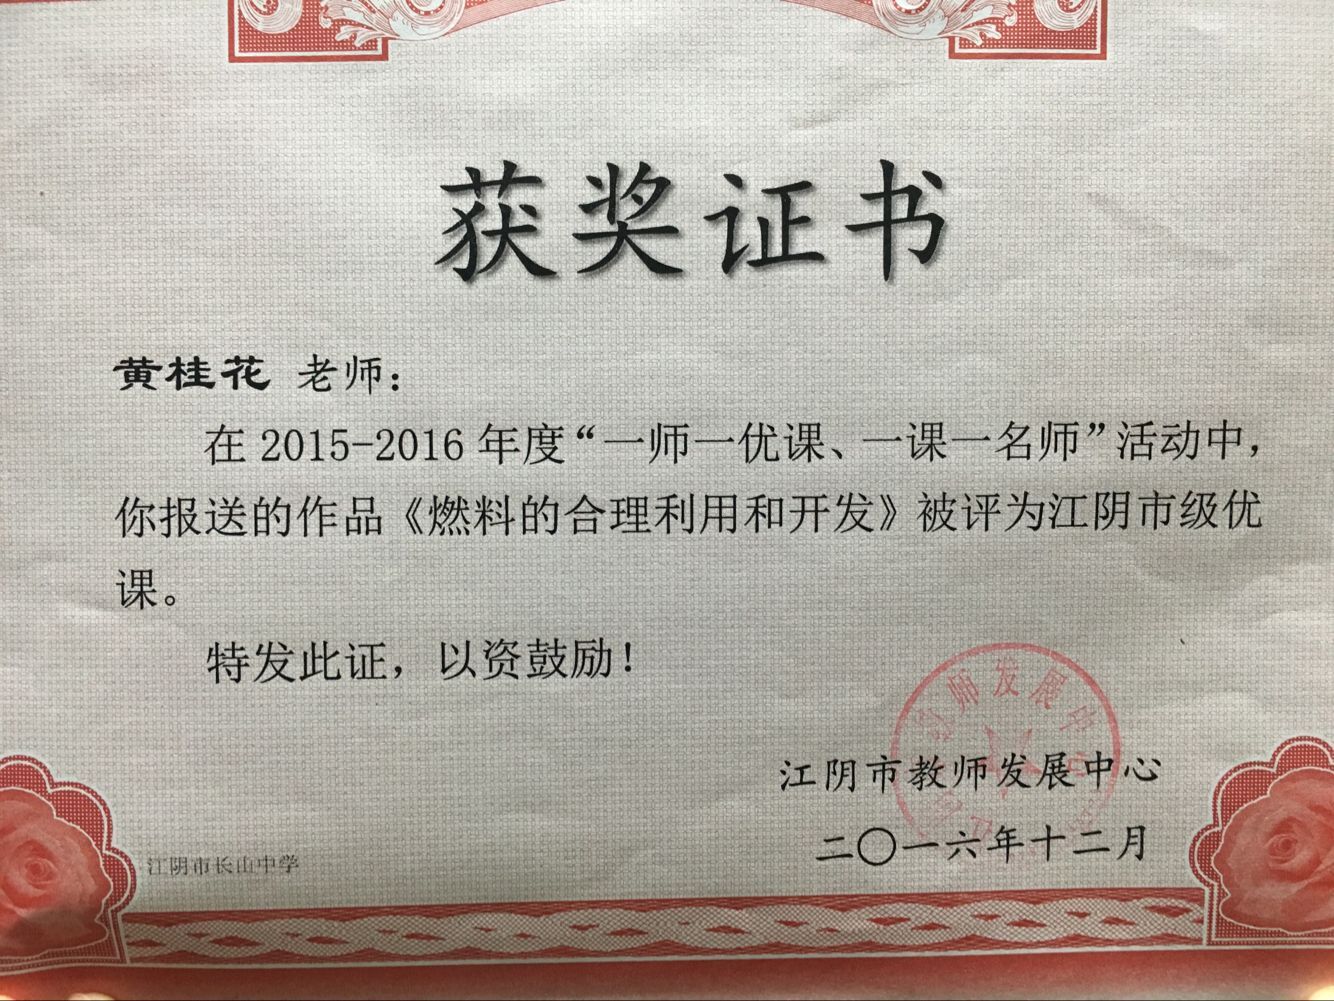 获奖证书
黄桂花 老师：
在 2015-2016 年度“一师一优课、一课一名师”活动中，
你报送的作品《燃料的合理利用和开发》被评为江阴市级优
课。
特发此证，以资鼓励！
师发展中
江阴市教师发展中心
二〇一六年十二月
江阴市长山中学